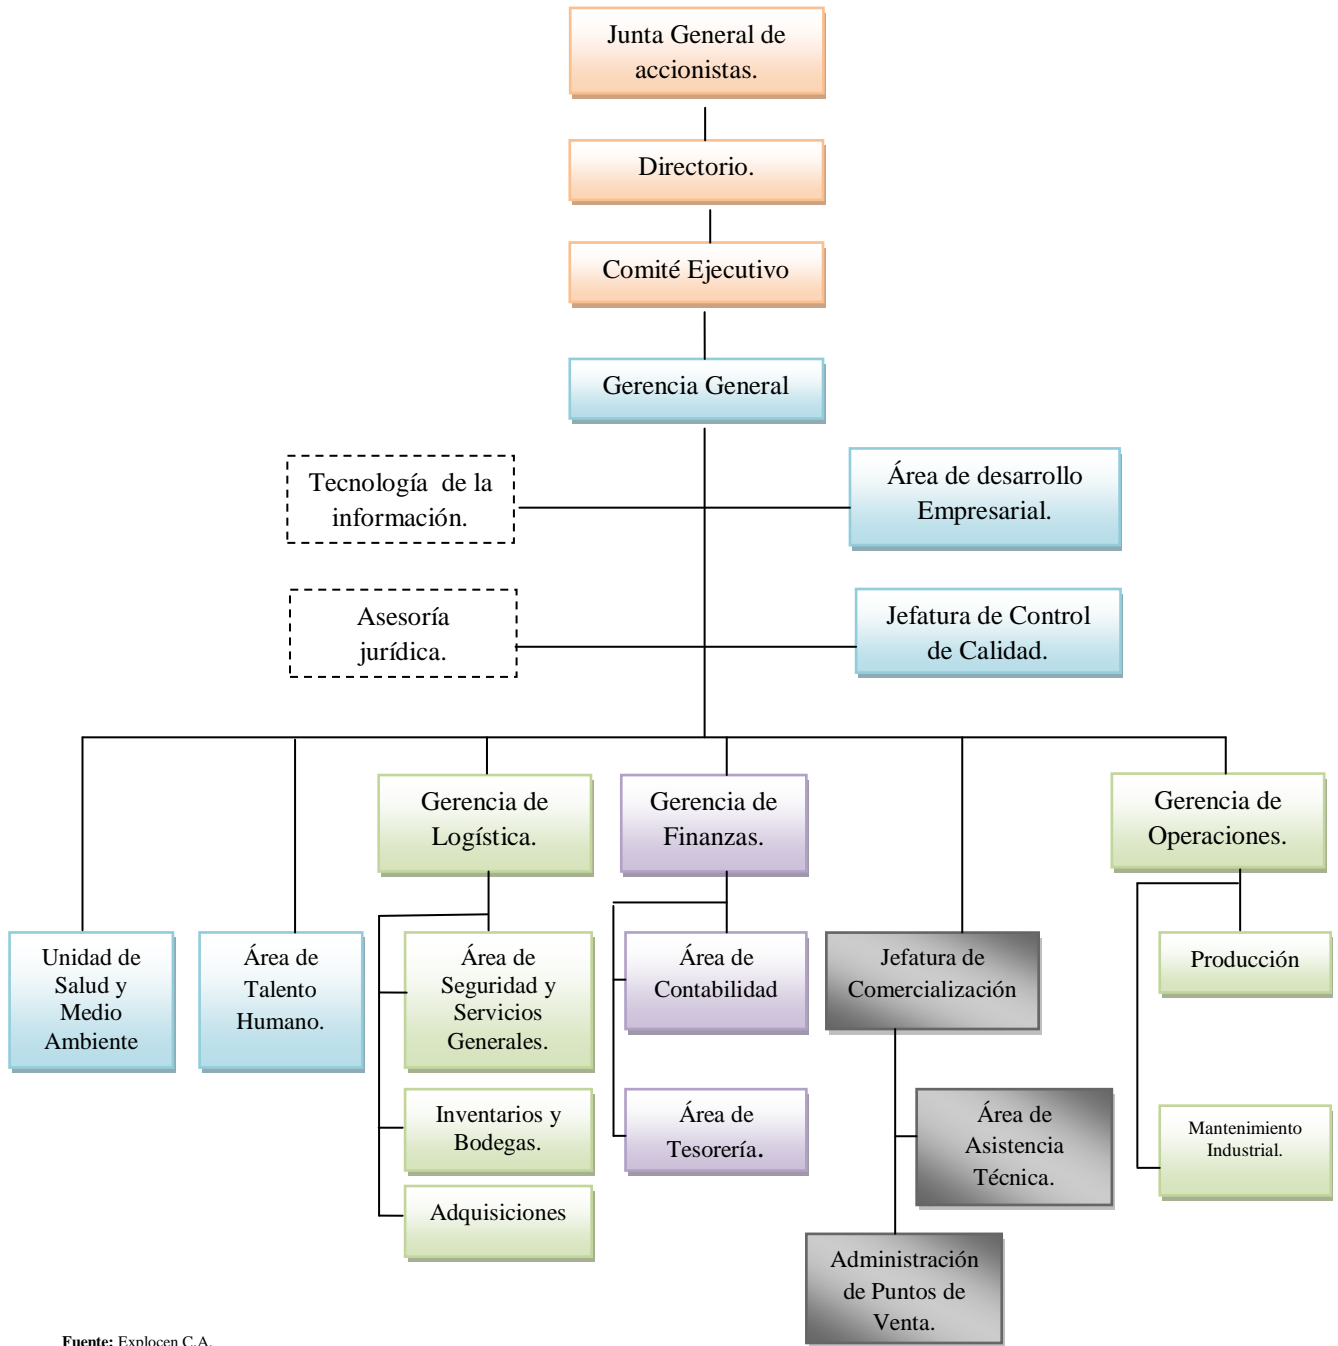 Junta General de
accionistas.
Directorio.
Comité Ejecutivo
Gerencia General
Tecnología de la
información.
Área de desarrollo
Empresarial.
Asesoría
jurídica.
Jefatura de Control
de Calidad.
Gerencia de
Logística.
Gerencia de
Finanzas.
Gerencia de
Operaciones.
Unidad de
Salud y
Medio
Ambiente
Área de
Talento
Humano.
Área de
Seguridad y
Servicios
Generales.
Área de
Contabilidad
Jefatura de
Comercialización
Producción
Inventarios y
Bodegas.
Área de
Tesorería.
Área de
Asistencia
Técnica.
Mantenimiento
Industrial.
Adquisiciones
Administración
de Puntos de
Venta.
Fuente: Explocen C.A.